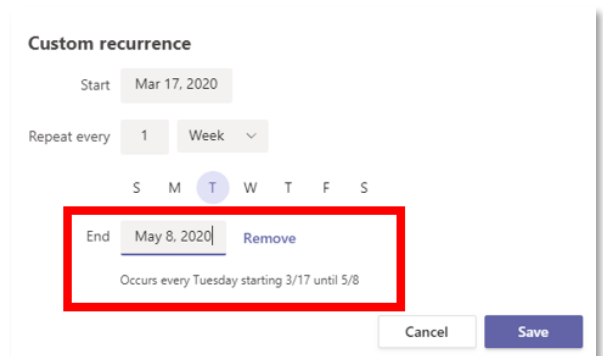 Custom recurrence
Start Mar 17, 2020
Repeat every 1 Week
S M T W T F S
End May 8, 2020 Remove
Occurs every Tuesday starting 3/17 until 5/8
Cancel Save